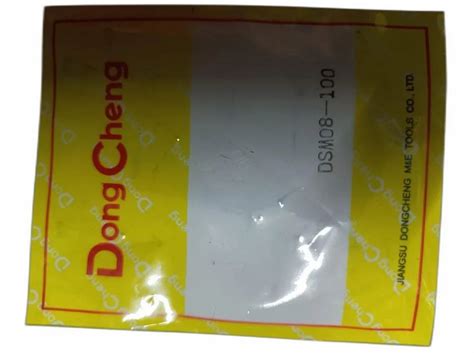 DongCheng
DSM08-100
JIANGSU DONGCHENG M&E TOOLS CO., LTD.